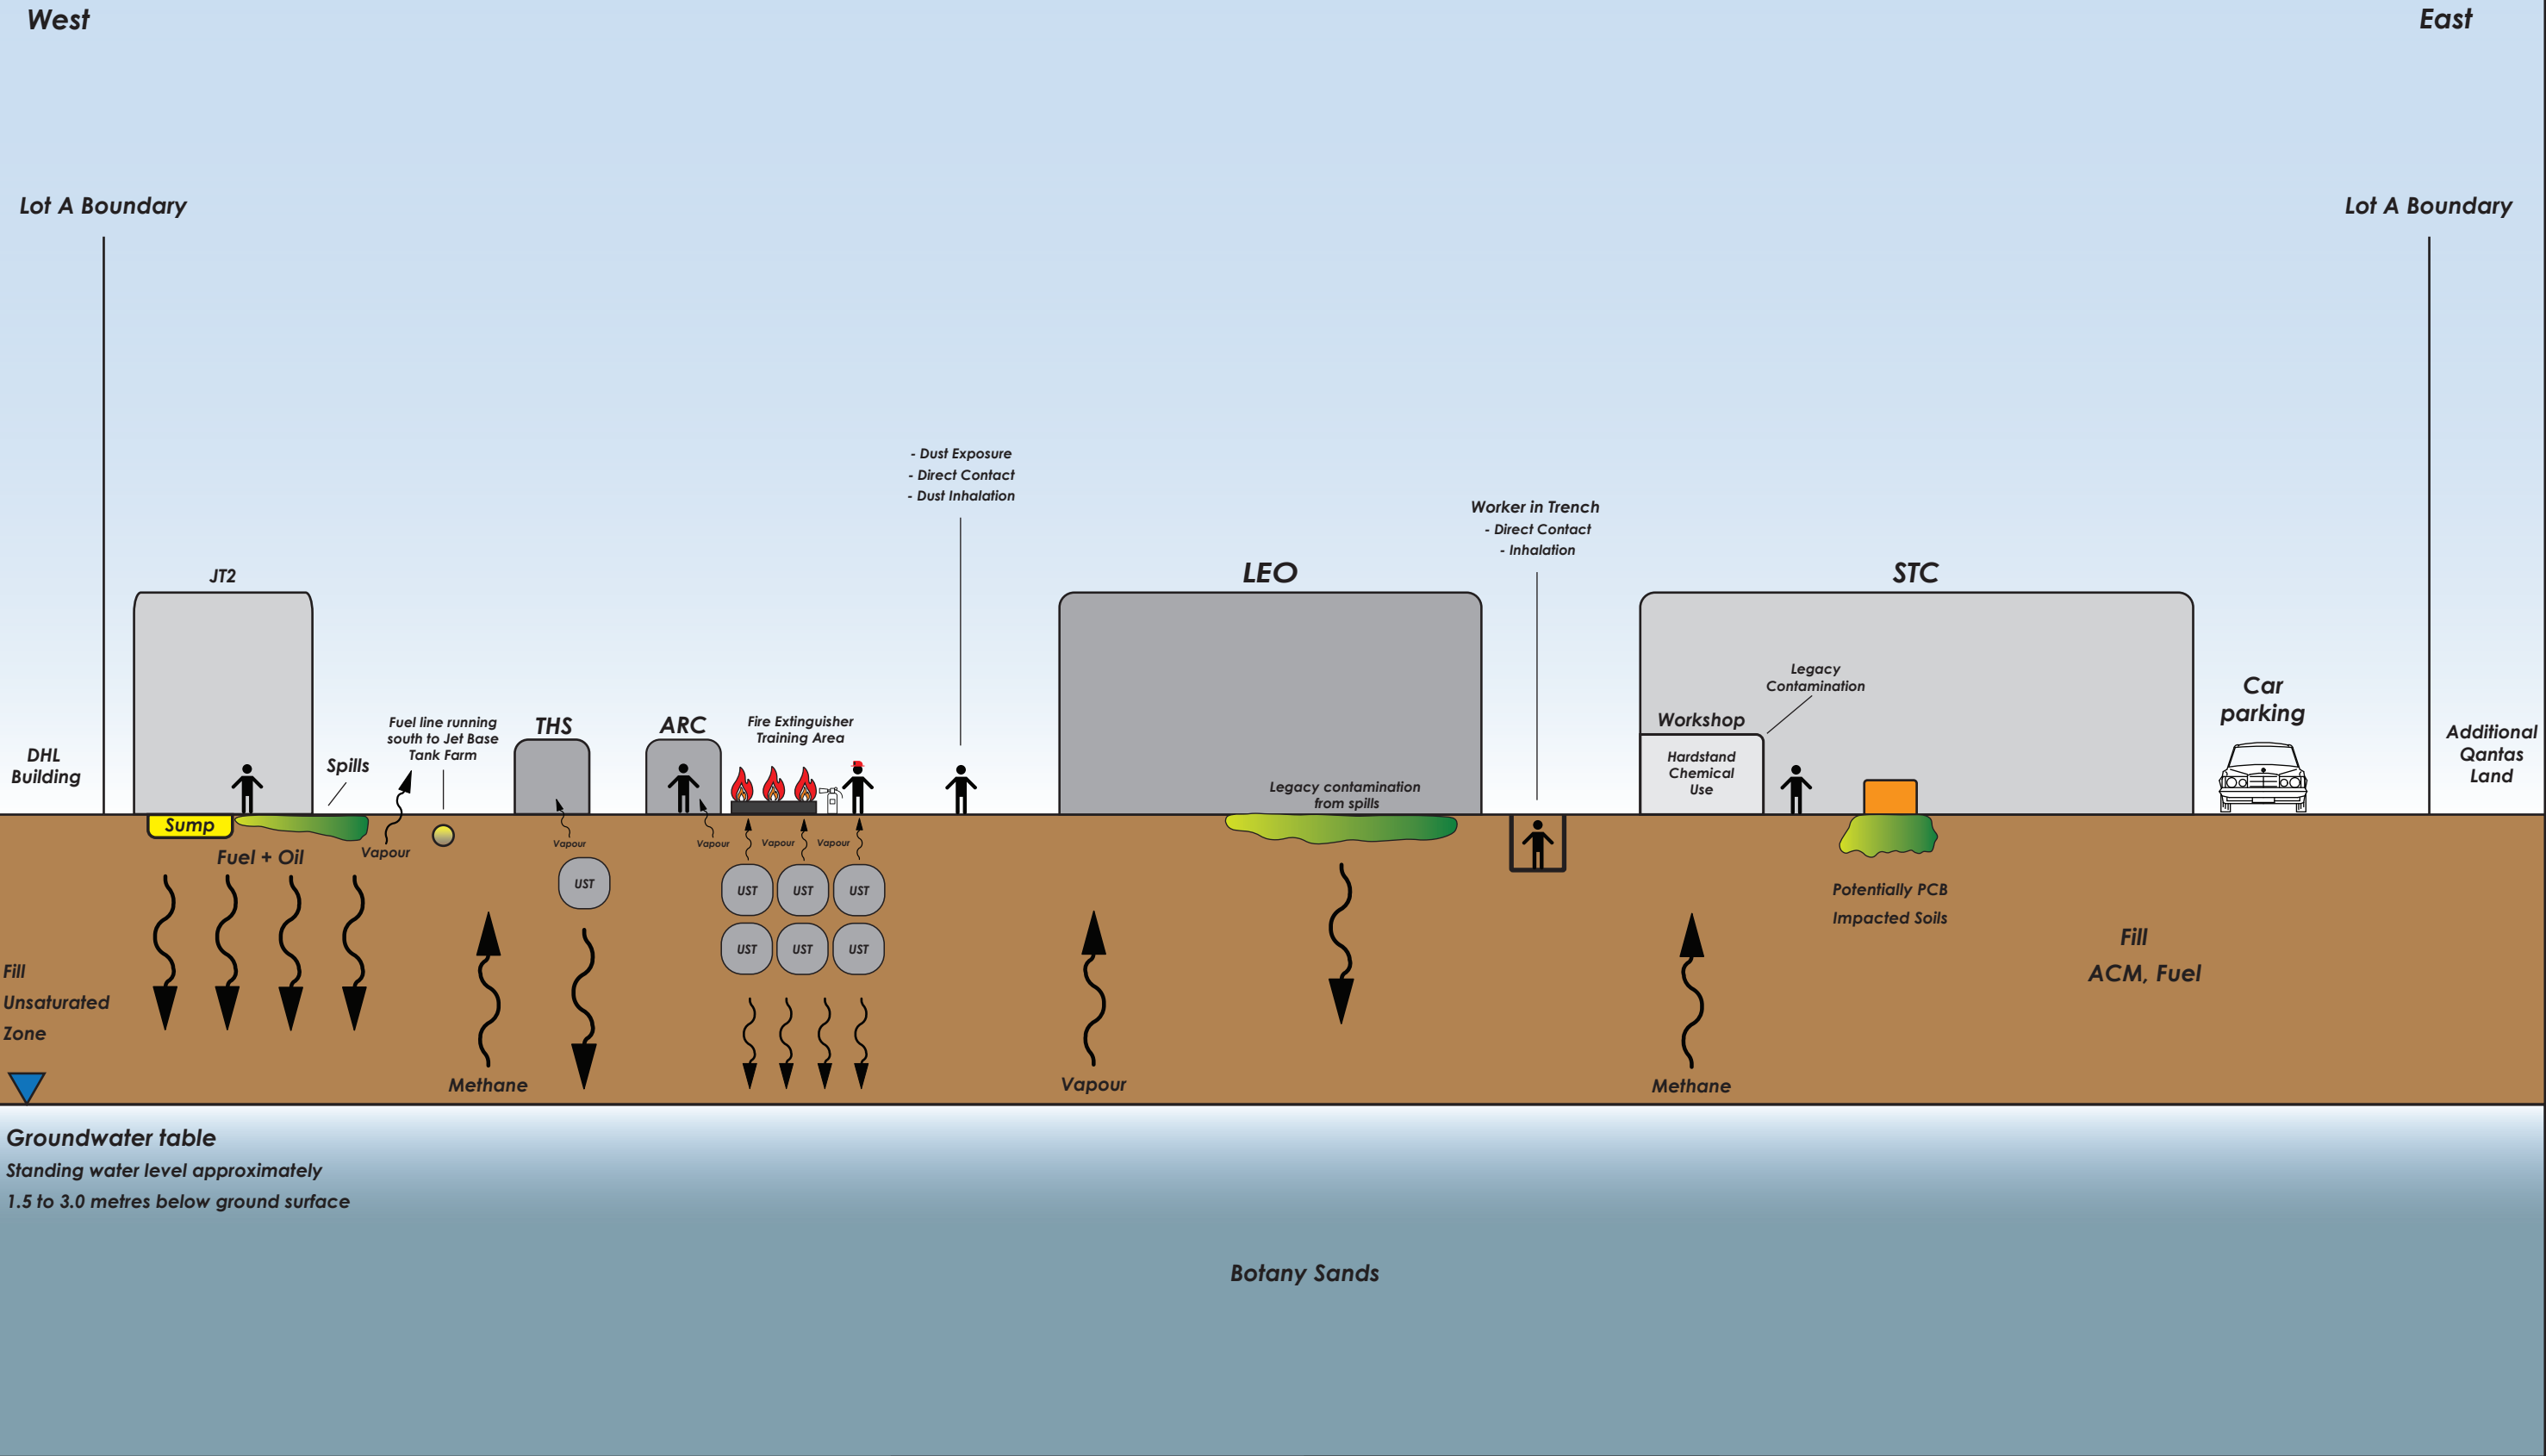 West
East
Lot A Boundary
Lot A Boundary
- Dust Exposure
- Direct Contact
- Dust Inhalation
Worker in Trench
- Direct Contact
- Inhalation
JT2
LEO
STC
Legacy
Contamination
Car
parking
DHL
Building
Spills
Fuel line running
south to Jet Base
Tank Farm
THS
ARC
Fire Extinguisher
Training Area
Workshop
Hardstand
Chemical
Use
Additional
Qantas
Land
Legacy contamination
from spills
Sump
Fuel + Oil
Vapour
Vapour
Vapour
Vapour
Vapour
UST
UST
UST
UST
UST
UST
UST
Potentially PCB
Impacted Soils
Fill
ACM, Fuel
Fill
Unsaturated
Zone
Methane
Vapour
Methane
Groundwater table
Standing water level approximately
1.5 to 3.0 metres below ground surface
Botany Sands